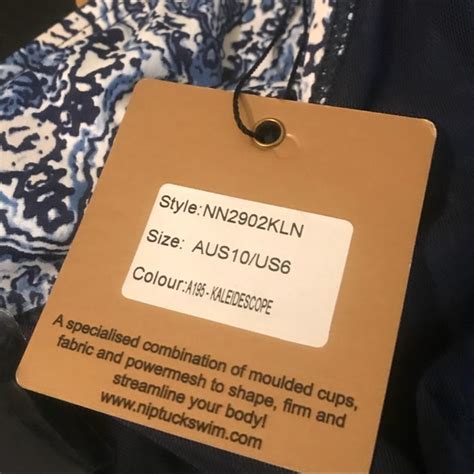 Style:NN2902KLN
Size: AUS10/US6
Colour:A195 - KALEIDESCOPE
A specialised combination of moulded cups,
fabric and powermesh to shape, firm and
streamline your body!
www.niptuckswim.com